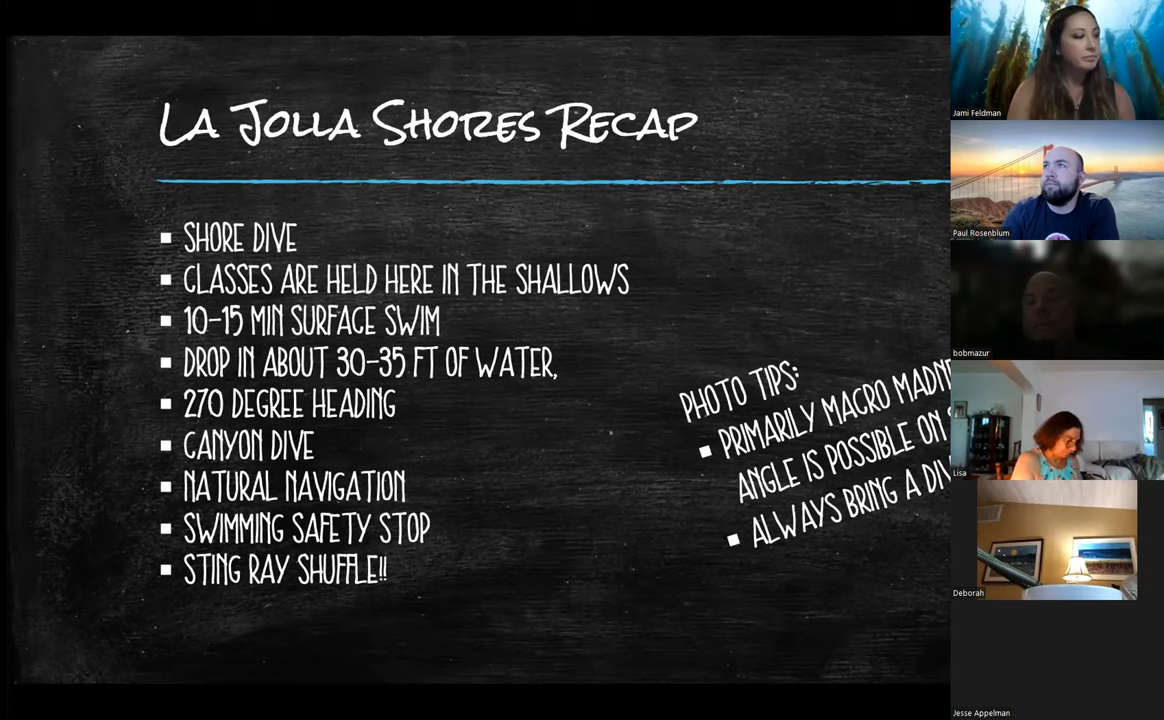 La Jolla Shores Recap
SHORE DIVE
CLASSES ARE HELD HERE IN THE SHALLOWS
10-15 MIN SURFACE SWIM
DROP IN ABOUT 30-35 FT OF WATER,
270 DEGREE HEADING
CANYON DIVE
NATURAL NAVIGATION
SWIMMING SAFETY STOP
STING RAY SHUFFLE!!
PHOTO TIPS:
PRIMARILY MACRO
ANGLE IS POSSIBLE ON
ALWAYS BRING A
Jami Feldman
Paul Rosenblum
bobmazur
Lisa
Deborah
Jesse Appelman